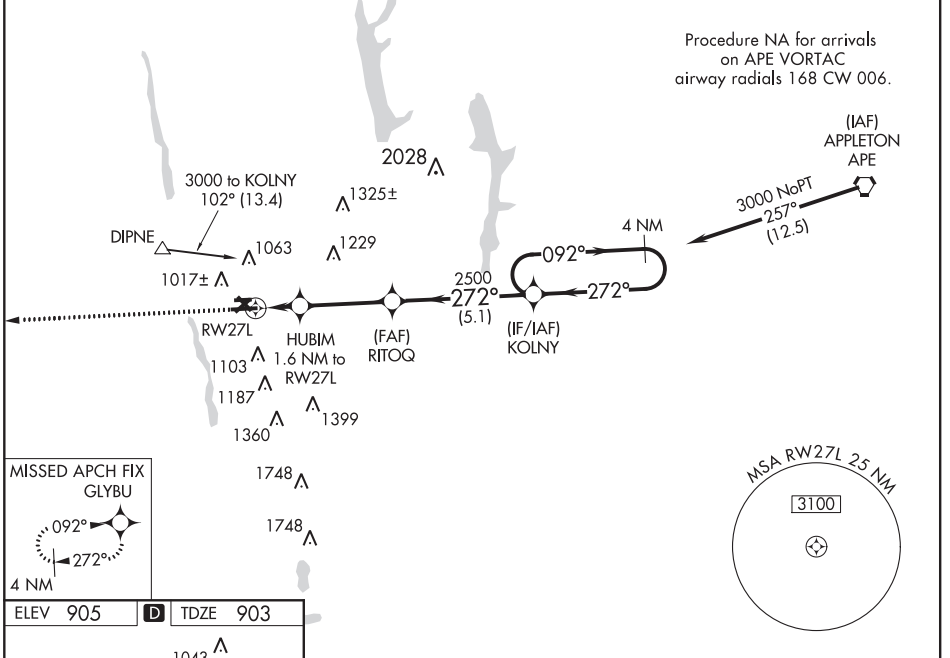 Procedure NA for arrivals
on APE VORTAC
airway radials 168 CW 006.
(IAF)
APPLETON
APE
3000 NoPT
257°
(12.5)
2028
1325±
3000 to KOLNY
102° (13.4)
DIPNE
1063
1229
1017±
4 NM
092°
272°
2500
272°
(5.1)
(IF/IAF)
KOLNY
(FAF)
RITOQ
HUBIM
1.6 NM to
RW27L
RW27L
1103
1187
1399
1360
1748
1748
MISSED APCH FIX
GLYBU
092°
272°
4 NM
MSA RW27L 25 NM
3100
ELEV 905 D TDZE 903